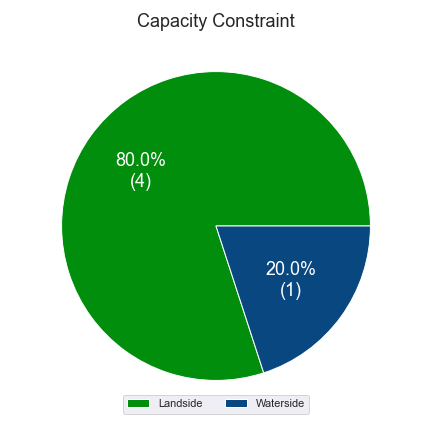 Capacity Constraint
80.0%
(4)
20.0%
(1)
Landside
Waterside